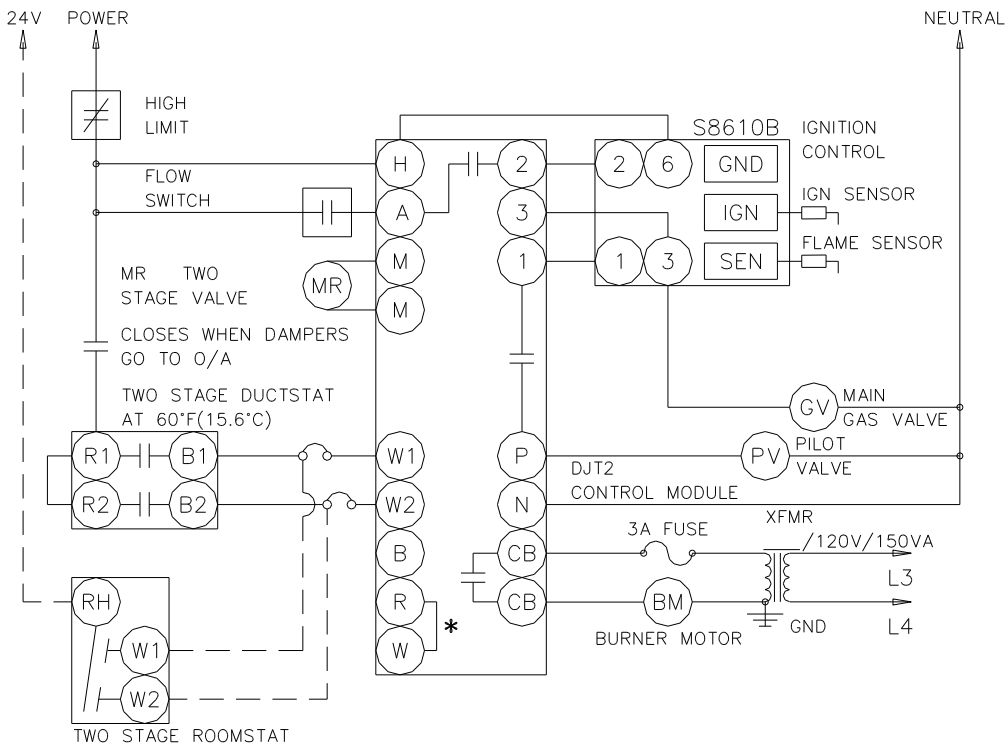 24V POWER NEUTRAL
HIGH
LIMIT
S8610B IGNITION
CONTROL
H 2 2 6 GND
FLOW
SWITCH
IGN SENSOR
A 3 IGN
FLAME SENSOR
M 1 1 3 SEN
MR
MR TWO
STAGE VALVE
M
CLOSES WHEN DAMPERS
GO TO O/A
TWO STAGE DUCTSTAT
AT 60°F(15.6°C)
GV MAIN
GAS VALVE
R1 B1 W1 P PV PILOT
VALVE
DJT2
CONTROL MODULE
R2 B2 W2 N
3A FUSE XFMR
/120V/150VA
B CB
L3
RH R CB BM
BURNER MOTOR GND L4
*
W1 W
W2
TWO STAGE ROOMSTAT